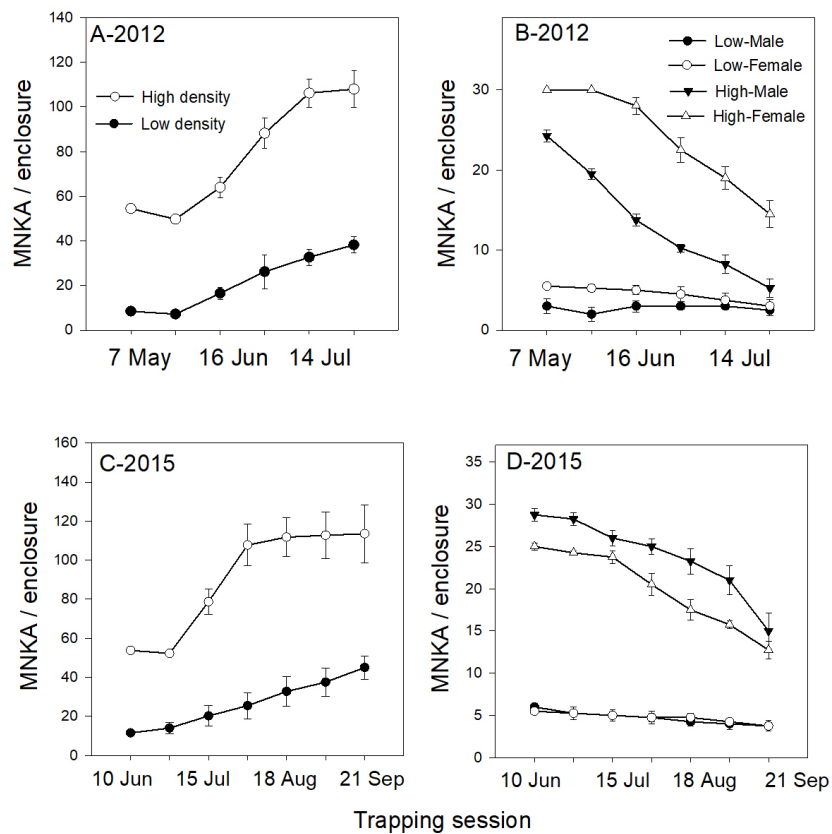 A-2012
140
120
100
80
60
40
20
0
MNKA / enclosure
High density
Low density
7 May
16 Jun
14 Jul
B-2012
30
20
10
0
MNKA / enclosure
Low-Male
Low-Female
High-Male
High-Female
7 May
16 Jun
14 Jul
C-2015
160
140
120
100
80
60
40
20
0
MNKA / enclosure
10 Jun
15 Jul
18 Aug
21 Sep
D-2015
35
30
25
20
15
10
5
0
MNKA / enclosure
10 Jun
15 Jul
18 Aug
21 Sep
Trapping session